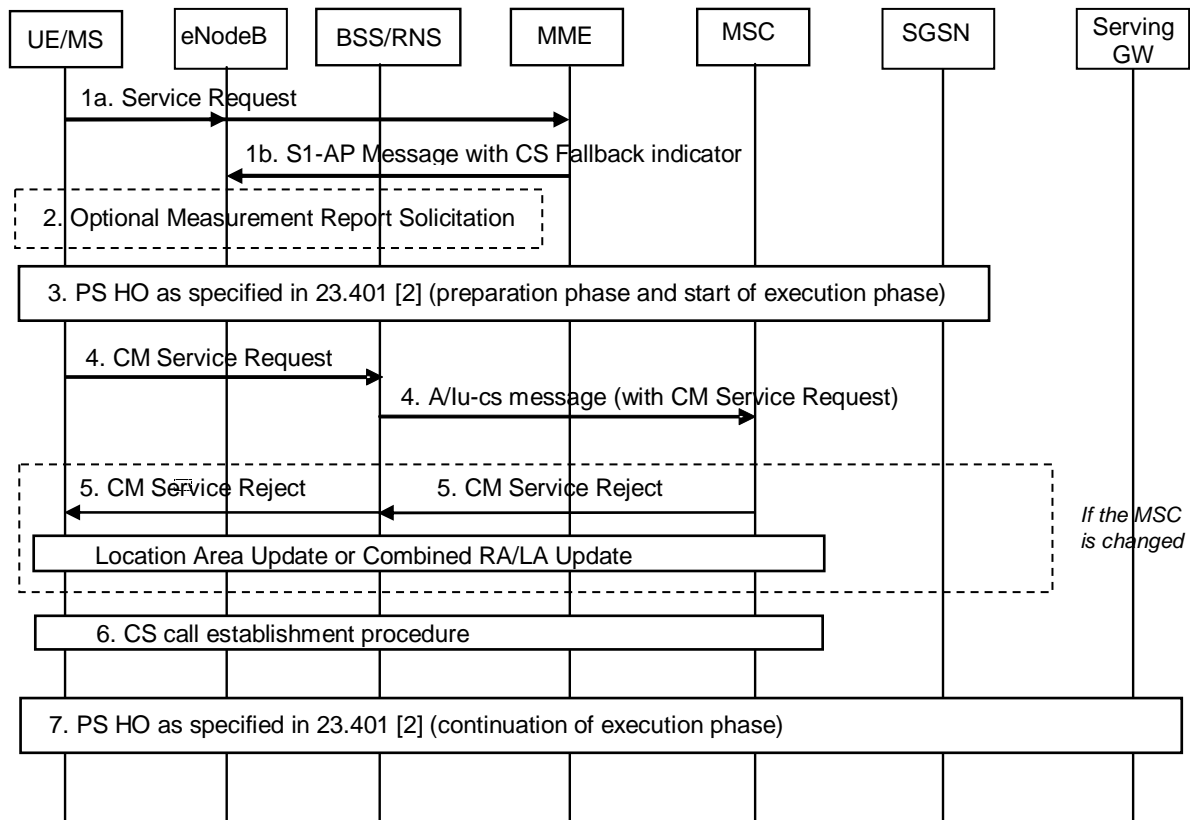 UE/MS
eNodeB
BSS/RNS
MME
MSC
SGSN
Serving
GW
1a. Service Request
1b. S1-AP Message with CS Fallback indicator
2. Optional Measurement Report Solicitation
3. PS HO as specified in 23.401 [2] (preparation phase and start of execution phase)
4. CM Service Request
4. A/Iu-cs message (with CM Service Request)
5. CM Service Reject
5. CM Service Reject
If the MSC
is changed
Location Area Update or Combined RA/LA Update
6. CS call establishment procedure
7. PS HO as specified in 23.401 [2] (continuation of execution phase)